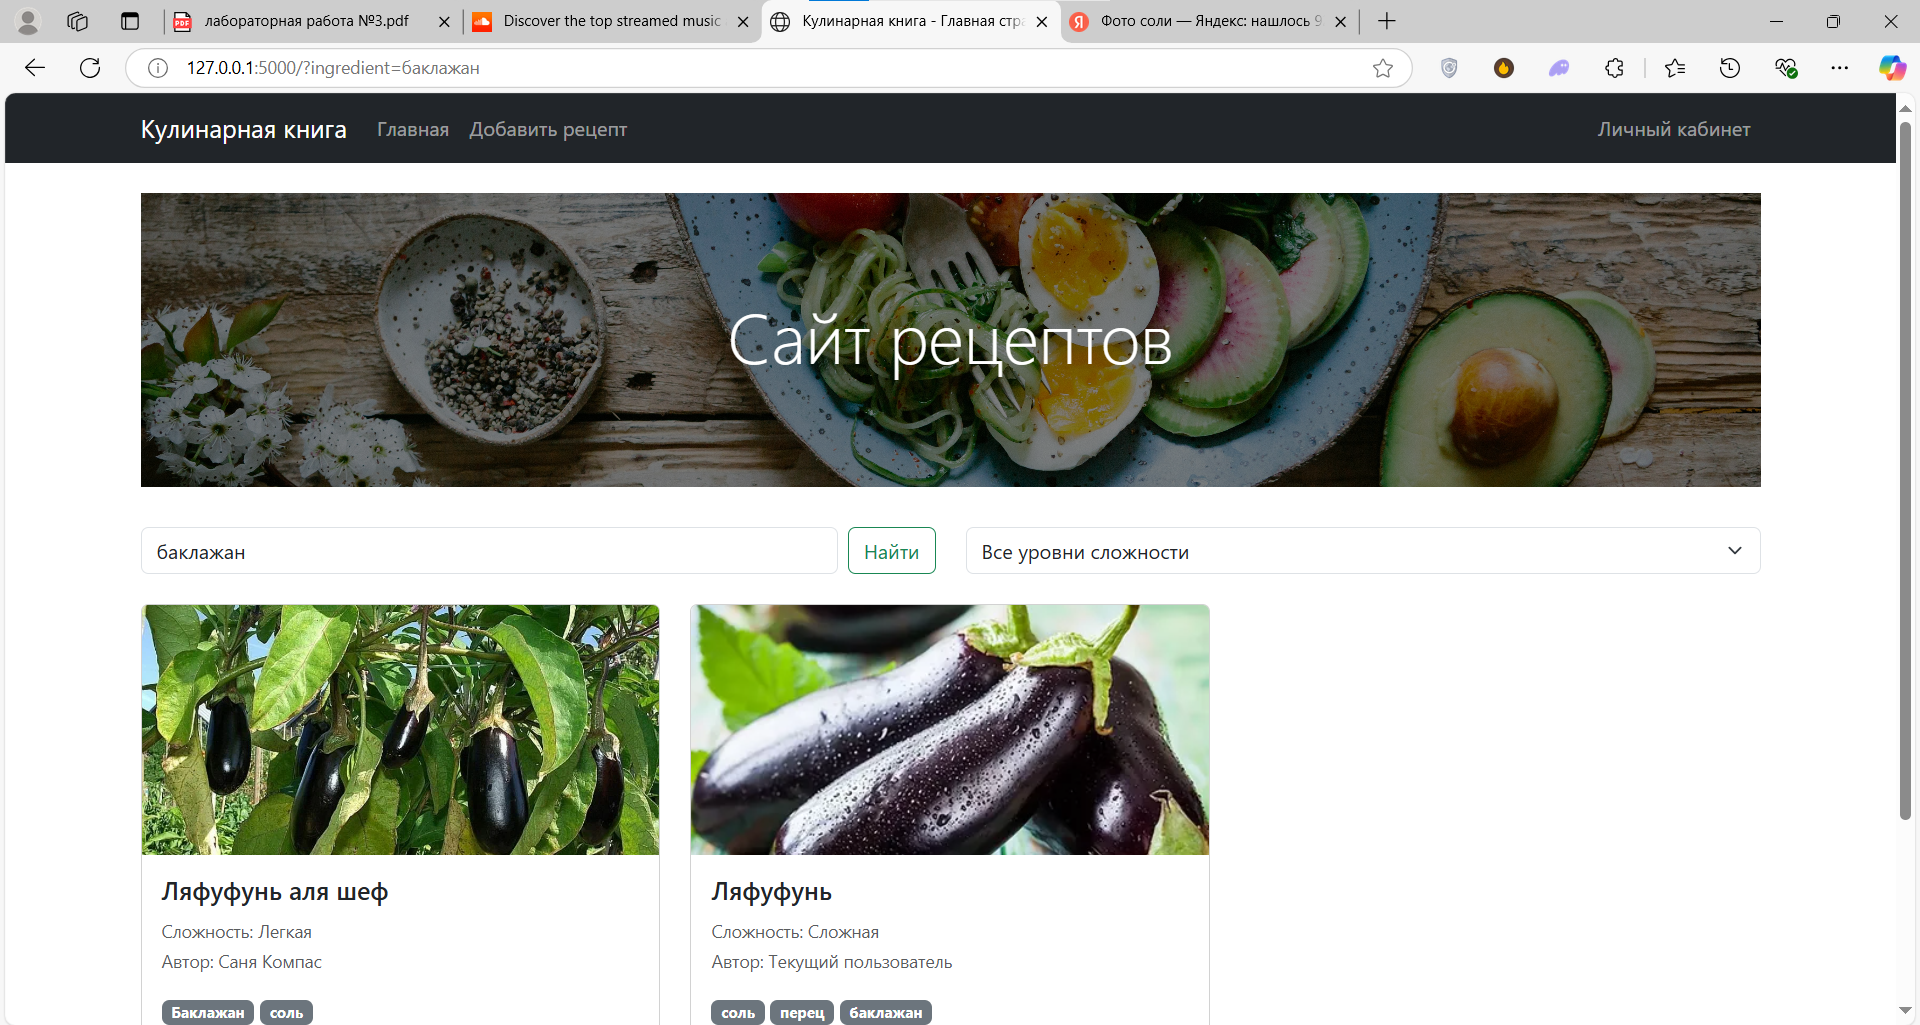 лабораторная работа №3.pdf
Discover the top streamed music
Кулинарная книга - Главная стра
Фото соли — Яндекс: нашлось 9
127.0.0.1:5000/?ingredient=баклажан
Кулинарная книга Главная Добавить рецепт Личный кабинет
Сайт рецептов
баклажан Найти Все уровни сложности
Ляфуфунь аля шеф
Сложность: Легкая
Автор: Саня Компас
Баклажан соль
Ляфуфунь
Сложность: Сложная
Автор: Текущий пользователь
соль перец баклажан